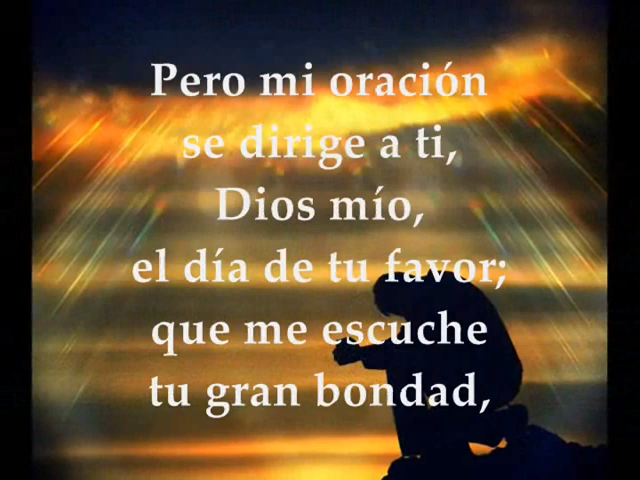 Pero mi oración
se dirige a ti,
Dios mío,
el día de tu favor;
que me escuche
tu gran bondad,